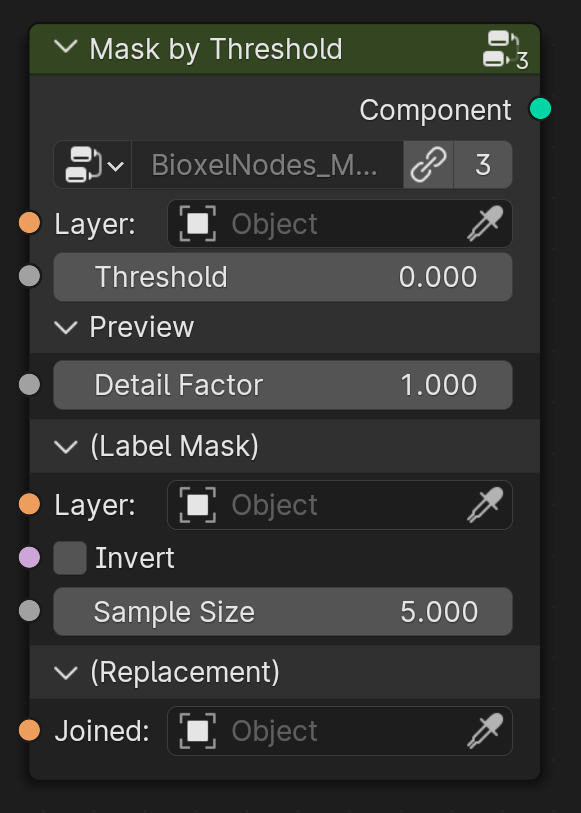 Mask by Threshold 3
Component
BioxelNodes_M... 3
Layer: Object
Threshold 0.000
Preview
Detail Factor 1.000
(Label Mask)
Layer: Object
Invert
Sample Size 5.000
(Replacement)
Joined: Object